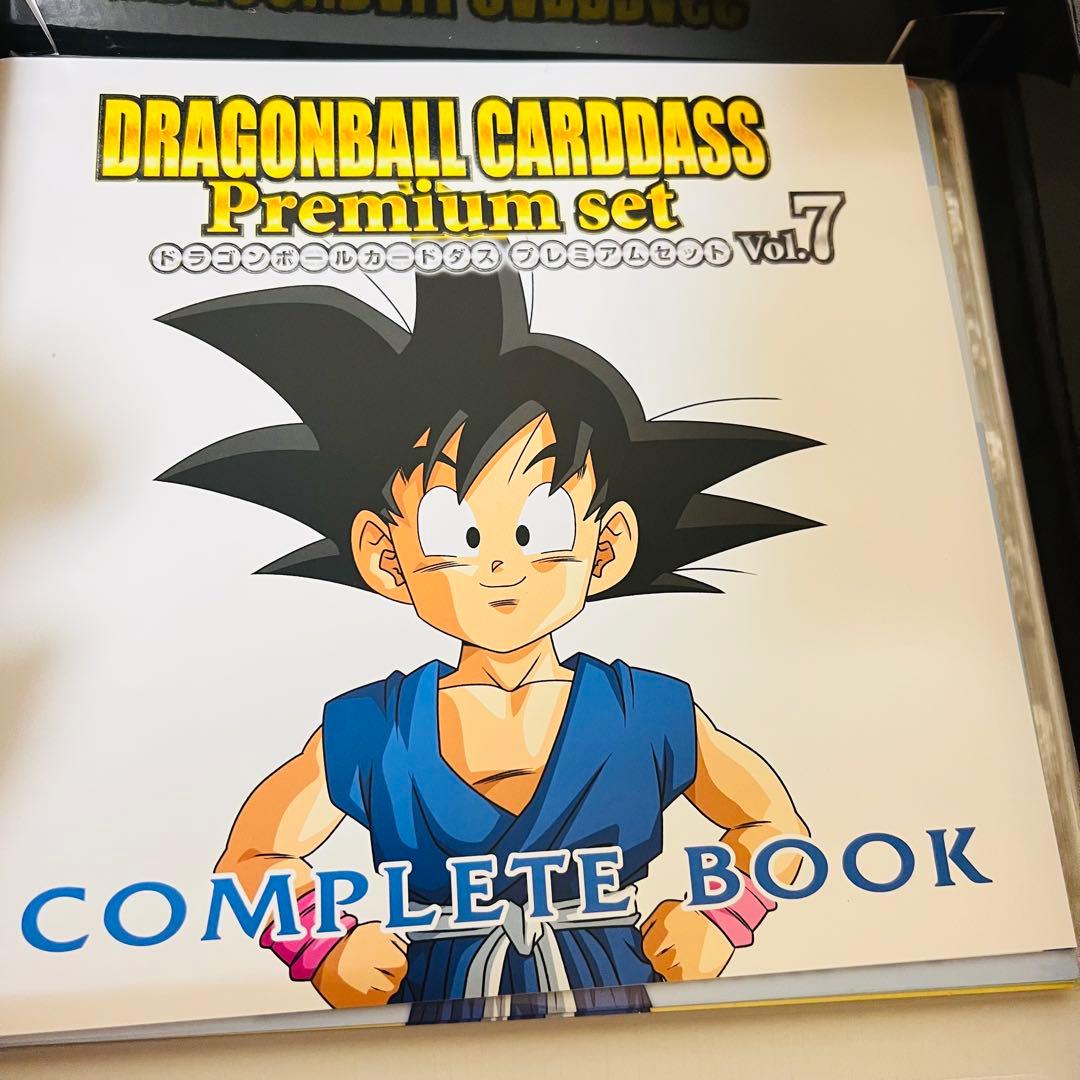 DRAGONBALL CARDDASS
Premium set
ドラゴンボールカードダス プレミアムセット Vol.7
COMPLETE BOOK